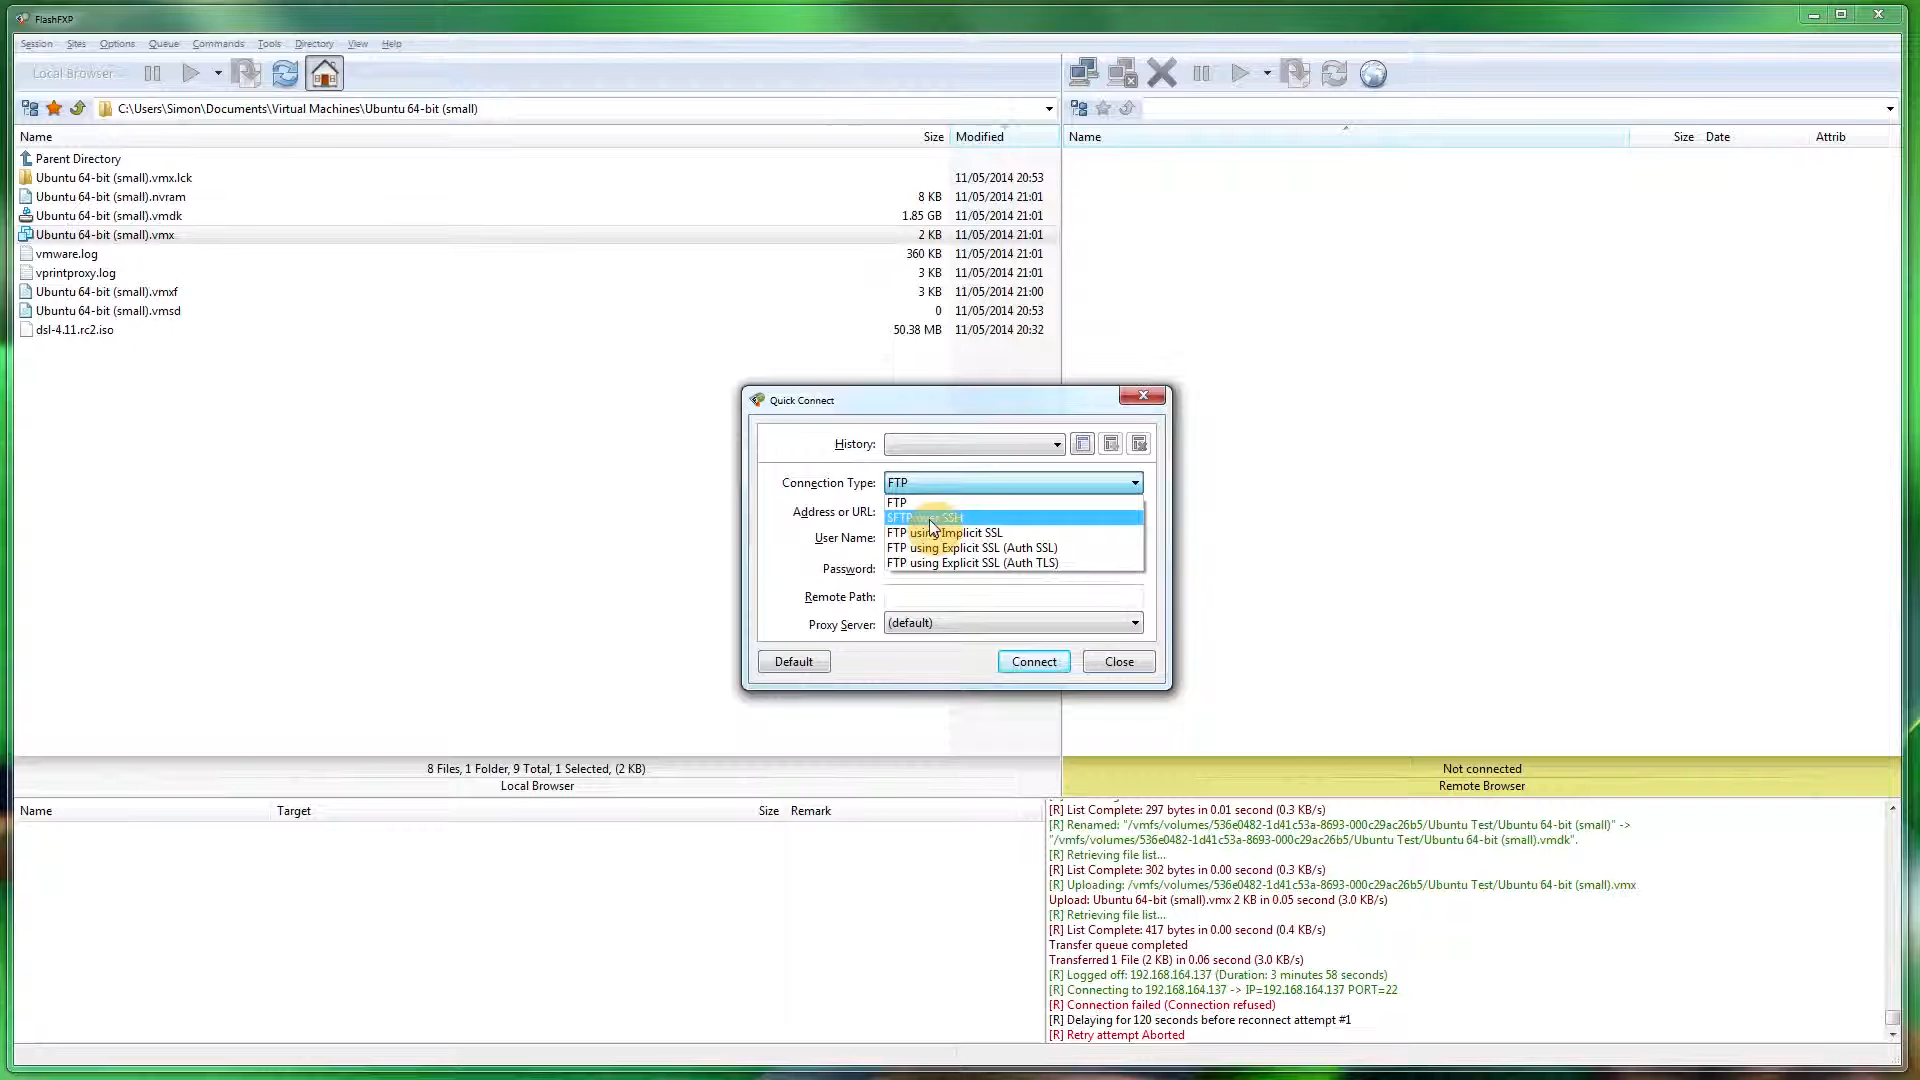 FlashFXP
Session Sites Options Queue Commands Tools Directory View Help
Local Browser
C:\Users\Simon\Documents\Virtual Machines\Ubuntu 64-bit (small)
Name Size Modified
Name Size Date Attrib
Parent Directory
Ubuntu 64-bit (small).vmx.lck 11/05/2014 20:53
Ubuntu 64-bit (small).nvram 8 KB 11/05/2014 21:01
Ubuntu 64-bit (small).vmdk 1.85 GB 11/05/2014 21:01
Ubuntu 64-bit (small).vmx 2 KB 11/05/2014 21:01
vmware.log 360 KB 11/05/2014 21:01
vprintproxy.log 3 KB 11/05/2014 21:01
Ubuntu 64-bit (small).vmxf 3 KB 11/05/2014 21:00
Ubuntu 64-bit (small).vmsd 0 11/05/2014 20:53
dsl-4.11.rc2.iso 50.38 MB 11/05/2014 20:32
Quick Connect
History:
Connection Type: FTP
FTP
Address or URL:
SFTP over SSH
FTP using Implicit SSL
User Name:
FTP using Explicit SSL (Auth SSL)
FTP using Explicit SSL (Auth TLS)
Password:
Remote Path:
Proxy Server: (default)
Default Connect Close
8 Files, 1 Folder, 9 Total, 1 Selected, (2 KB)
Local Browser
Not connected
Remote Browser
Name Target Size Remark
[R] List Complete: 297 bytes in 0.01 second (0.3 KB/s)
[R] Renamed: "/vmfs/volumes/536e0482-1d41c53a-8693-000c29ac26b5/Ubuntu Test/Ubuntu 64-bit (small)" ->
"/vmfs/volumes/536e0482-1d41c53a-8693-000c29ac26b5/Ubuntu Test/Ubuntu 64-bit (small).vmdk".
[R] Retrieving file list...
[R] List Complete: 302 bytes in 0.00 second (0.3 KB/s)
[R] Uploading: /vmfs/volumes/536e0482-1d41c53a-8693-000c29ac26b5/Ubuntu Test/Ubuntu 64-bit (small).vmx
Upload: Ubuntu 64-bit (small).vmx 2 KB in 0.05 second (3.0 KB/s)
[R] Retrieving file list...
[R] List Complete: 417 bytes in 0.00 second (0.4 KB/s)
Transfer queue completed
Transferred 1 File (2 KB) in 0.06 second (3.0 KB/s)
[R] Logged off: 192.168.164.137 (Duration: 3 minutes 58 seconds)
[R] Connecting to 192.168.164.137 -> IP=192.168.164.137 PORT=22
[R] Connection failed (Connection refused)
[R] Delaying for 120 seconds before reconnect attempt #1
[R] Retry attempt Aborted